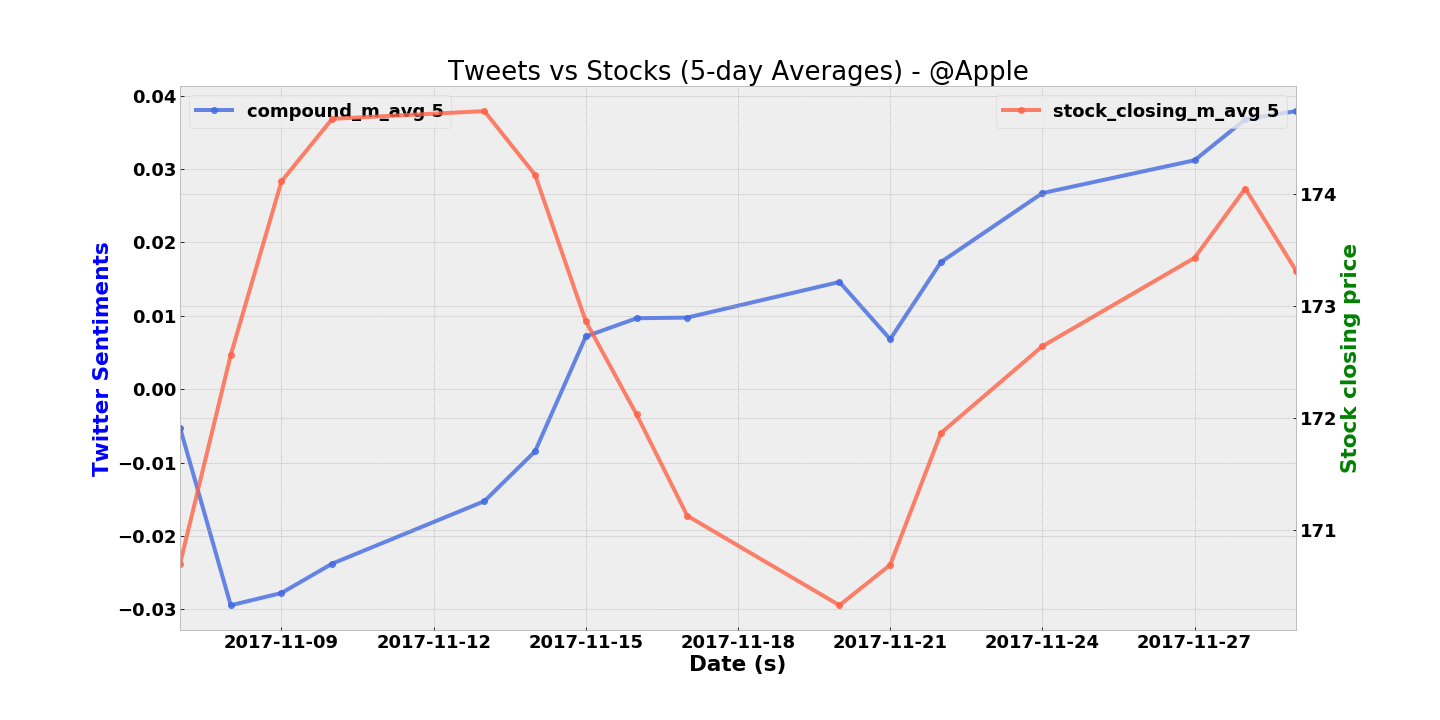 Tweets vs Stocks (5-day Averages) - @Apple
compound_m_avg 5
stock_closing_m_avg 5
Twitter Sentiments
0.04
0.03
0.02
0.01
0.00
−0.01
−0.02
−0.03
174
173
172
171
Stock closing price
2017-11-09 2017-11-12 2017-11-15 2017-11-18 2017-11-21 2017-11-24 2017-11-27
Date (s)